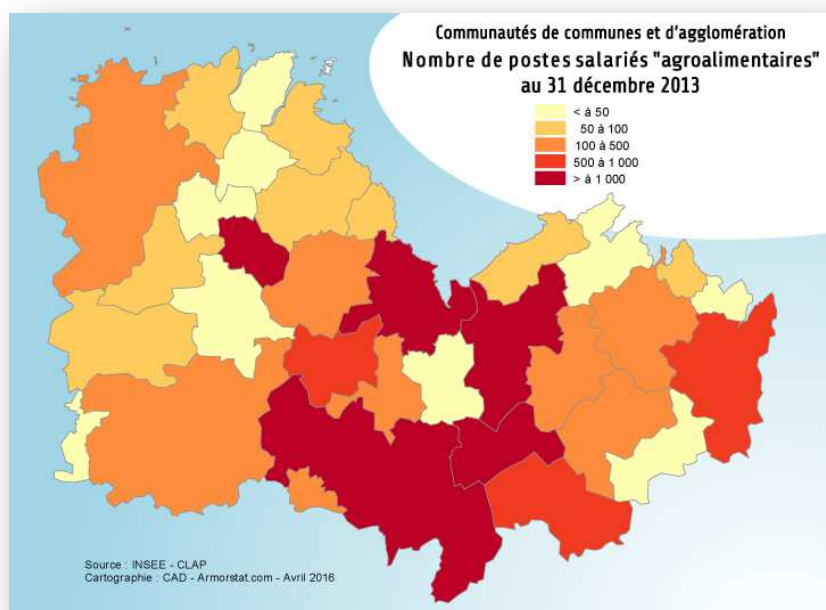 Communautés de communes et d'agglomération
Nombre de postes salariés "agroalimentaires"
au 31 décembre 2013
< à 50
50 à 100
100 à 500
500 à 1 000
> à 1 000
Source : INSEE - CLAP
Cartographie : CAD - Armorstat.com - Avril 2016